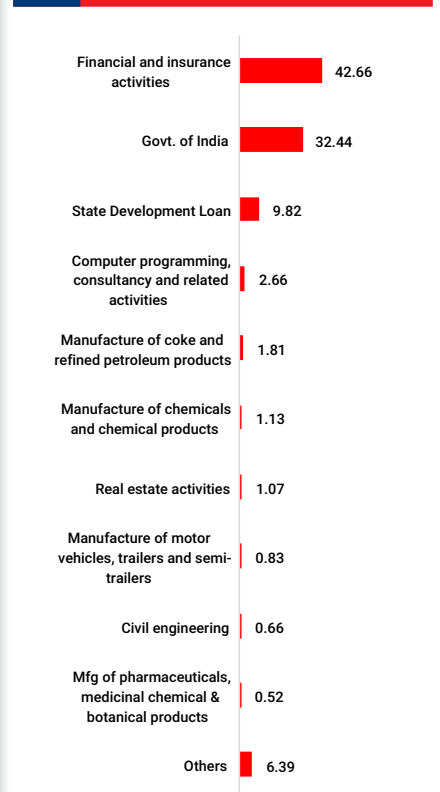 Financial and insurance
activities
42.66
Govt. of India
32.44
State Development Loan
9.82
Computer programming,
consultancy and related
activities
2.66
Manufacture of coke and
refined petroleum products
1.81
Manufacture of chemicals
and chemical products
1.13
Real estate activities
1.07
Manufacture of motor
vehicles, trailers and semi-
trailers
0.83
Civil engineering
0.66
Mfg of pharmaceuticals,
medicinal chemical &
botanical products
0.52
Others
6.39